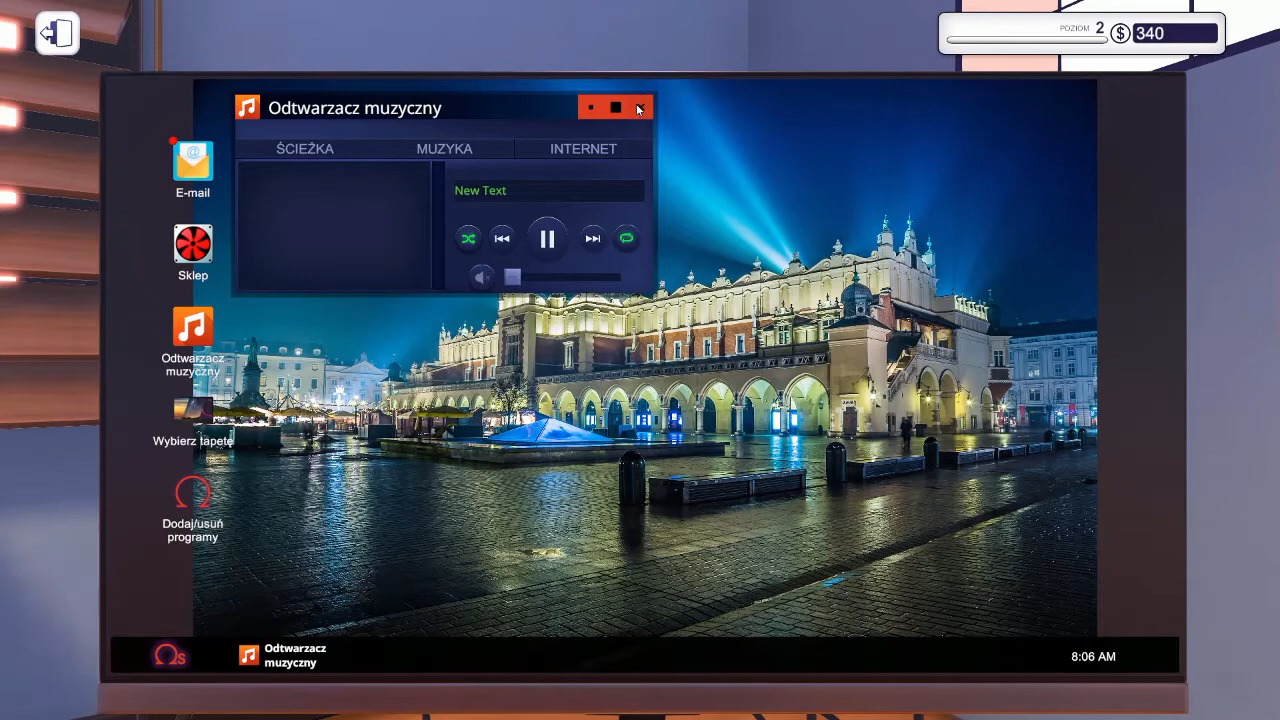 POZIOM 2 $ 340
Odtwarzacz muzyczny
ŚCIEŻKA MUZYKA INTERNET
New Text
E-mail
Sklep
Odtwarzacz
muzyczny
Wybierz tapetę
Dodaj/usuń
programy
Ωs
Odtwarzacz
muzyczny
8:06 AM